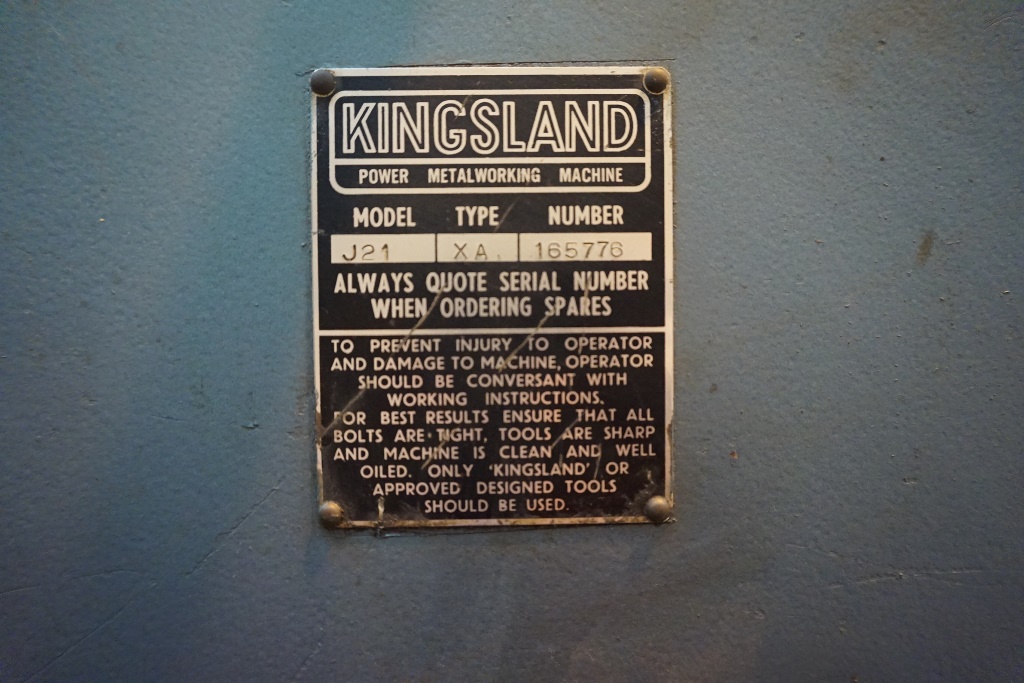 KINGSLAND
POWER METALWORKING MACHINE
MODEL TYPE NUMBER
J21 XA 165776
ALWAYS QUOTE SERIAL NUMBER
WHEN ORDERING SPARES
TO PREVENT INJURY TO OPERATOR
AND DAMAGE TO MACHINE, OPERATOR
SHOULD BE CONVERSANT WITH
WORKING INSTRUCTIONS.
FOR BEST RESULTS ENSURE THAT ALL
BOLTS ARE TIGHT, TOOLS ARE SHARP
AND MACHINE IS CLEAN AND WELL
OILED. ONLY 'KINGSLAND' OR
APPROVED DESIGNED TOOLS
SHOULD BE USED.